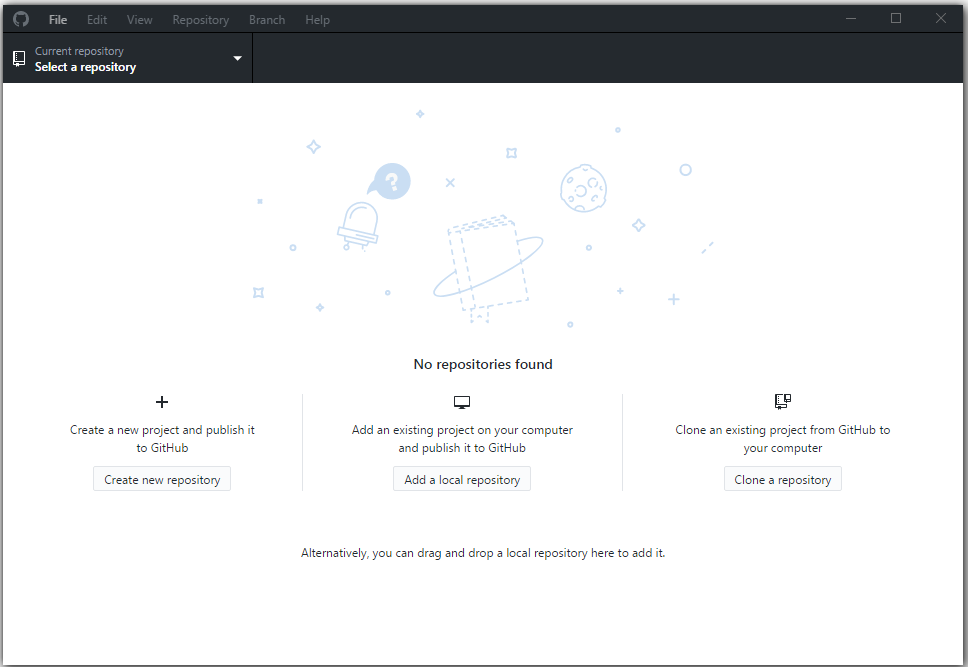 File Edit View Repository Branch Help
Current repository
Select a repository
?
No repositories found
Create a new project and publish it
to GitHub
Create new repository
Add an existing project on your computer
and publish it to GitHub
Add a local repository
Clone an existing project from GitHub to
your computer
Clone a repository
Alternatively, you can drag and drop a local repository here to add it.